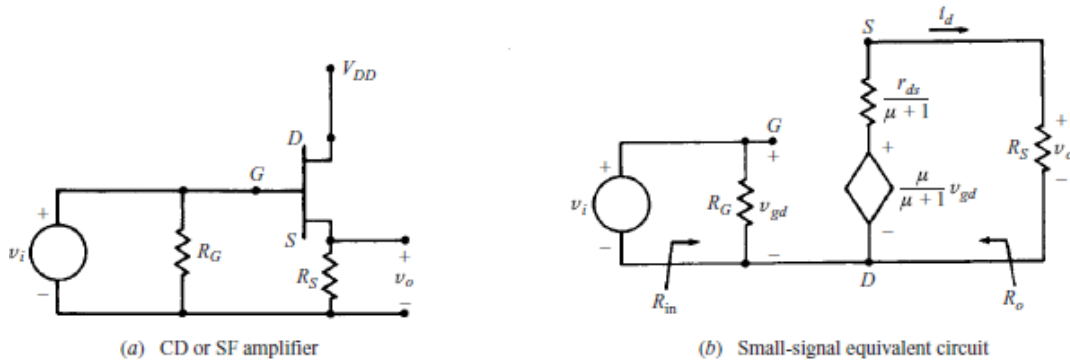 V_DD
D
G
S
+
v_i
−
R_G
R_S
+
v_o
−
(a) CD or SF amplifier
S
i_d
r_ds
μ + 1
+
μ
μ + 1
v_gd
−
G
+
v_i
−
R_G
+
v_gd
−
R_S
+
−
D
R_in
R_o
(b) Small-signal equivalent circuit